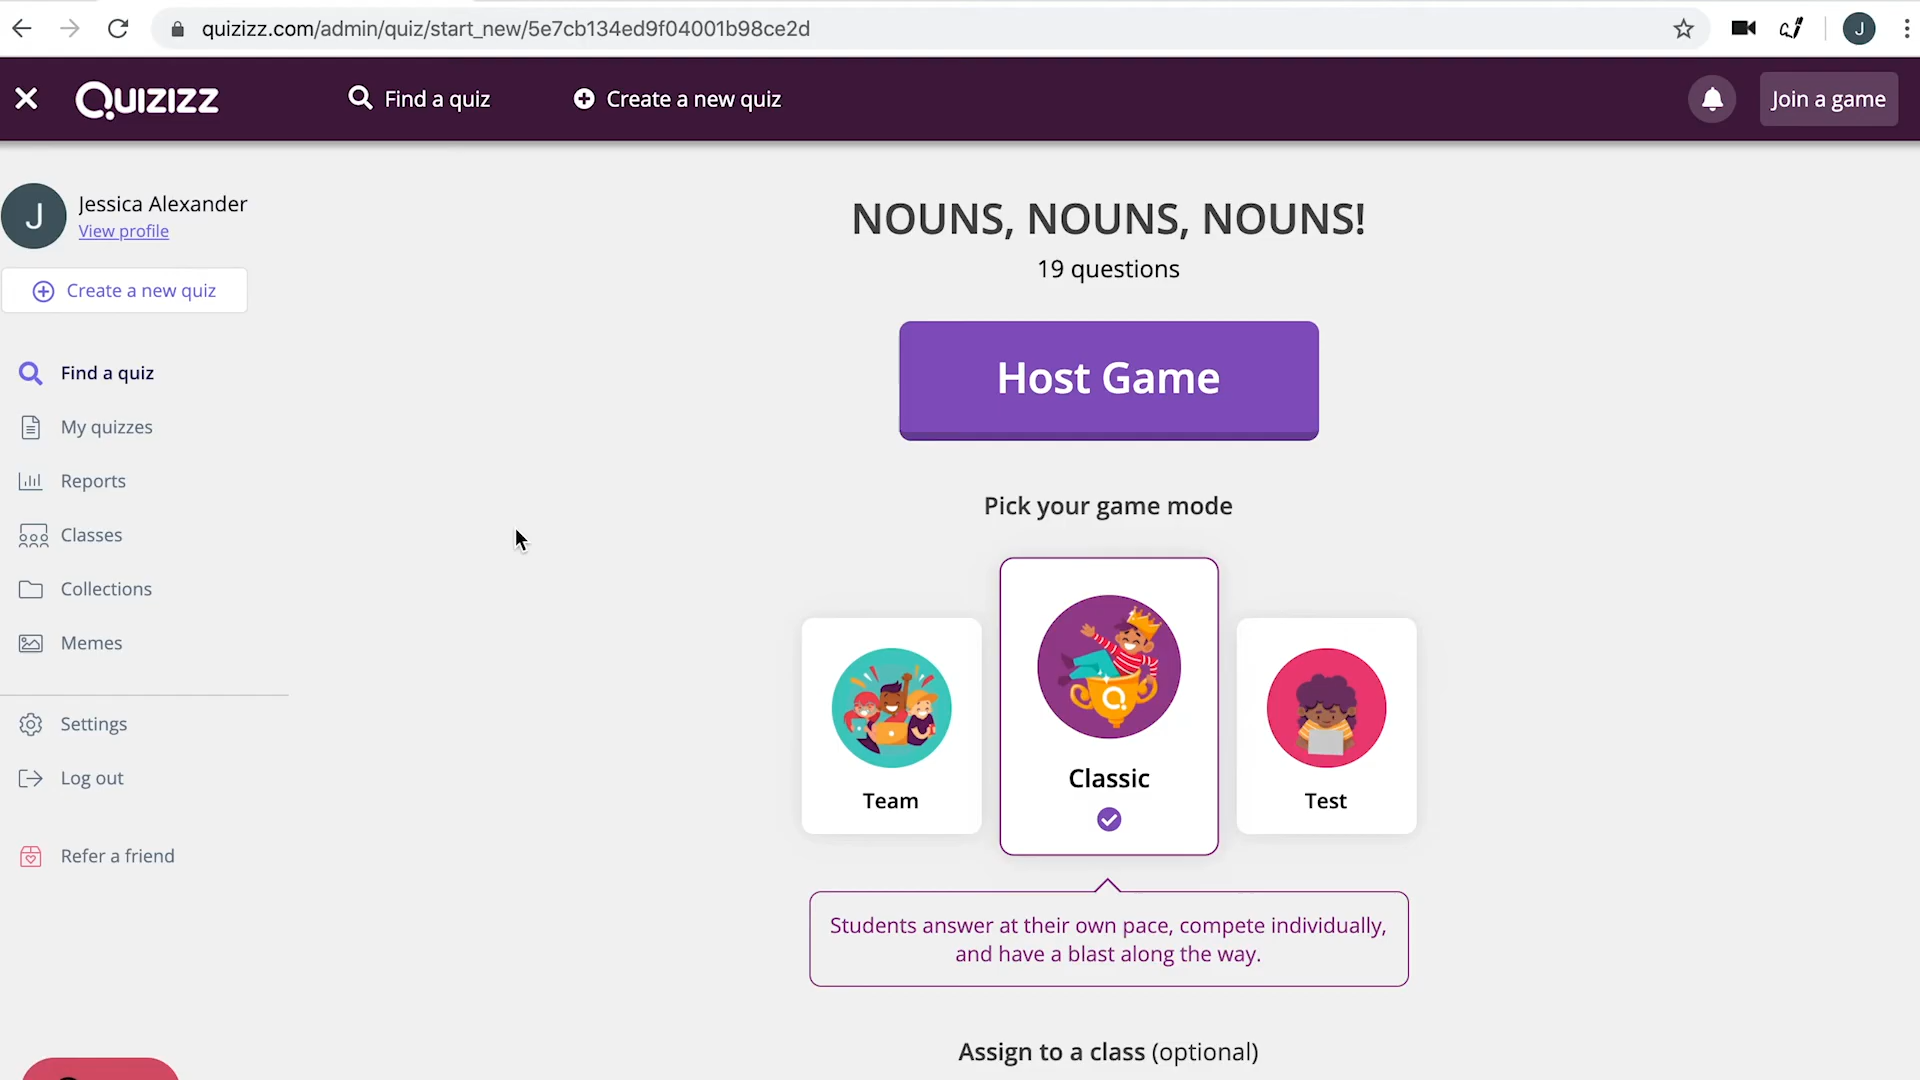 quizizz.com/admin/quiz/start_new/5e7cb134ed9f04001b98ce2d
J
Quizizz
Find a quiz
Create a new quiz
Join a game
J
Jessica Alexander
View profile
Create a new quiz
Find a quiz
My quizzes
Reports
Classes
Collections
Memes
Settings
Log out
Refer a friend
NOUNS, NOUNS, NOUNS!
19 questions
Host Game
Pick your game mode
Team
Classic
Test
Students answer at their own pace, compete individually,
and have a blast along the way.
Assign to a class (optional)